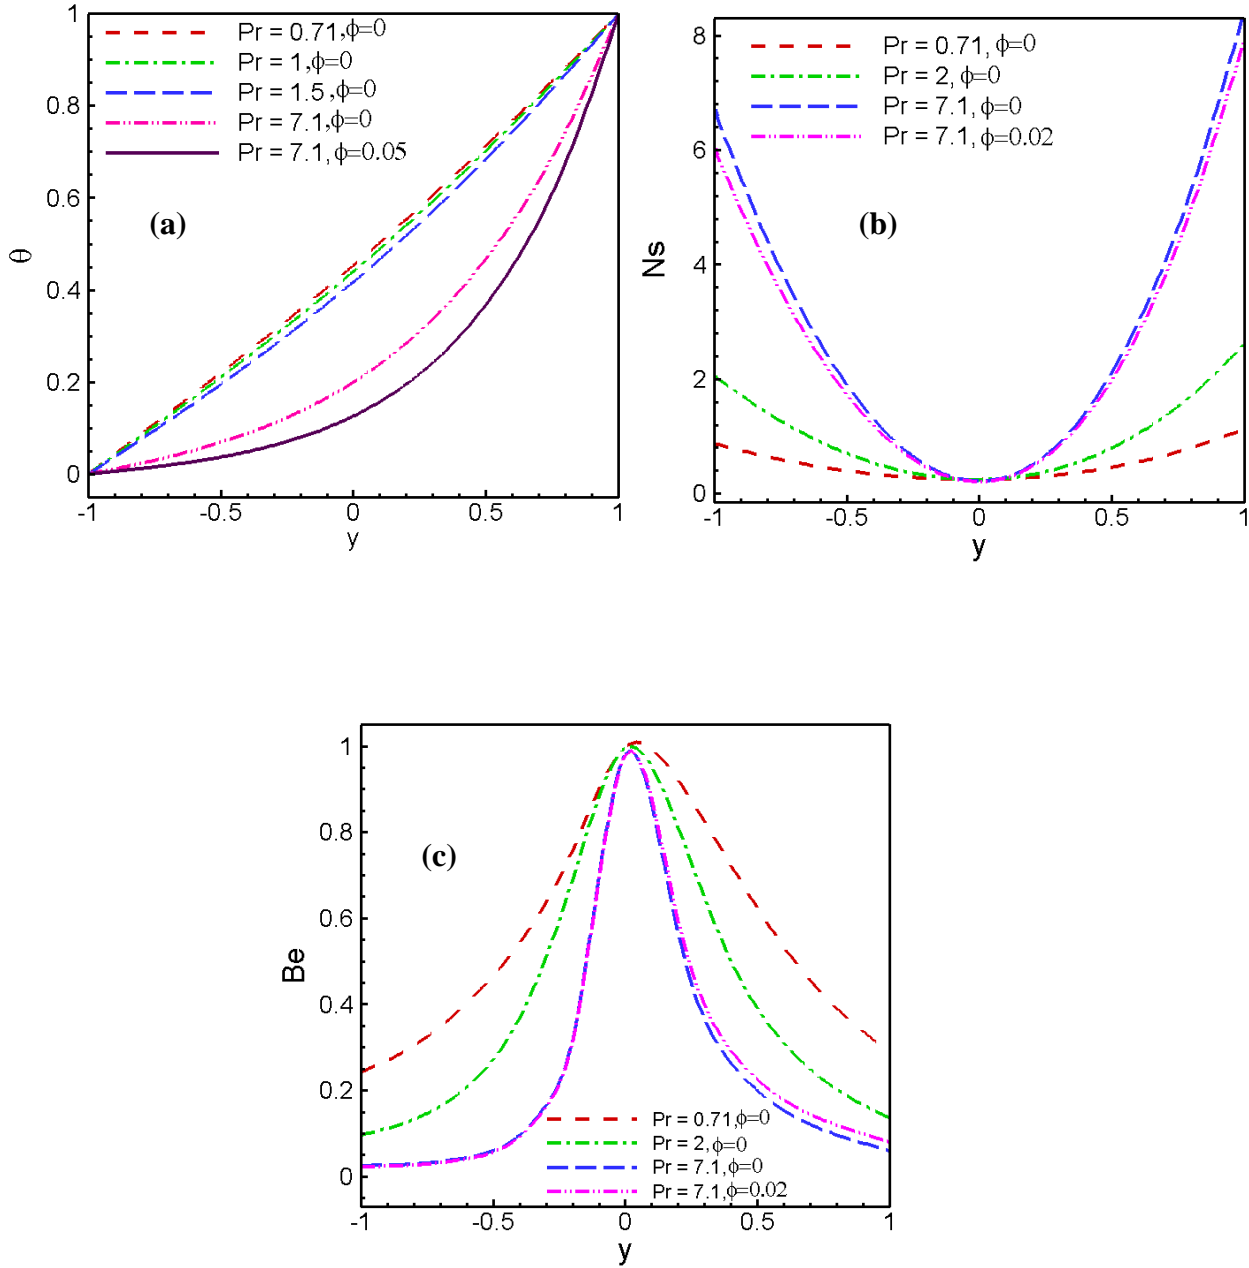 Pr = 0.71,ϕ=0
Pr = 1,ϕ=0
Pr = 1.5,ϕ=0
Pr = 7.1,ϕ=0
Pr = 7.1,ϕ=0.05
(a)
θ
1
0.8
0.6
0.4
0.2
0
-1
-0.5
0
0.5
1
y
Pr = 0.71, ϕ=0
Pr = 2, ϕ=0
Pr = 7.1, ϕ=0
Pr = 7.1, ϕ=0.02
(b)
Ns
8
6
4
2
0
-1
-0.5
0
0.5
1
y
(c)
Be
1
0.8
0.6
0.4
0.2
0
Pr = 0.71,ϕ=0
Pr = 2,ϕ=0
Pr = 7.1,ϕ=0
Pr = 7.1,ϕ=0.02
-1
-0.5
0
0.5
1
y